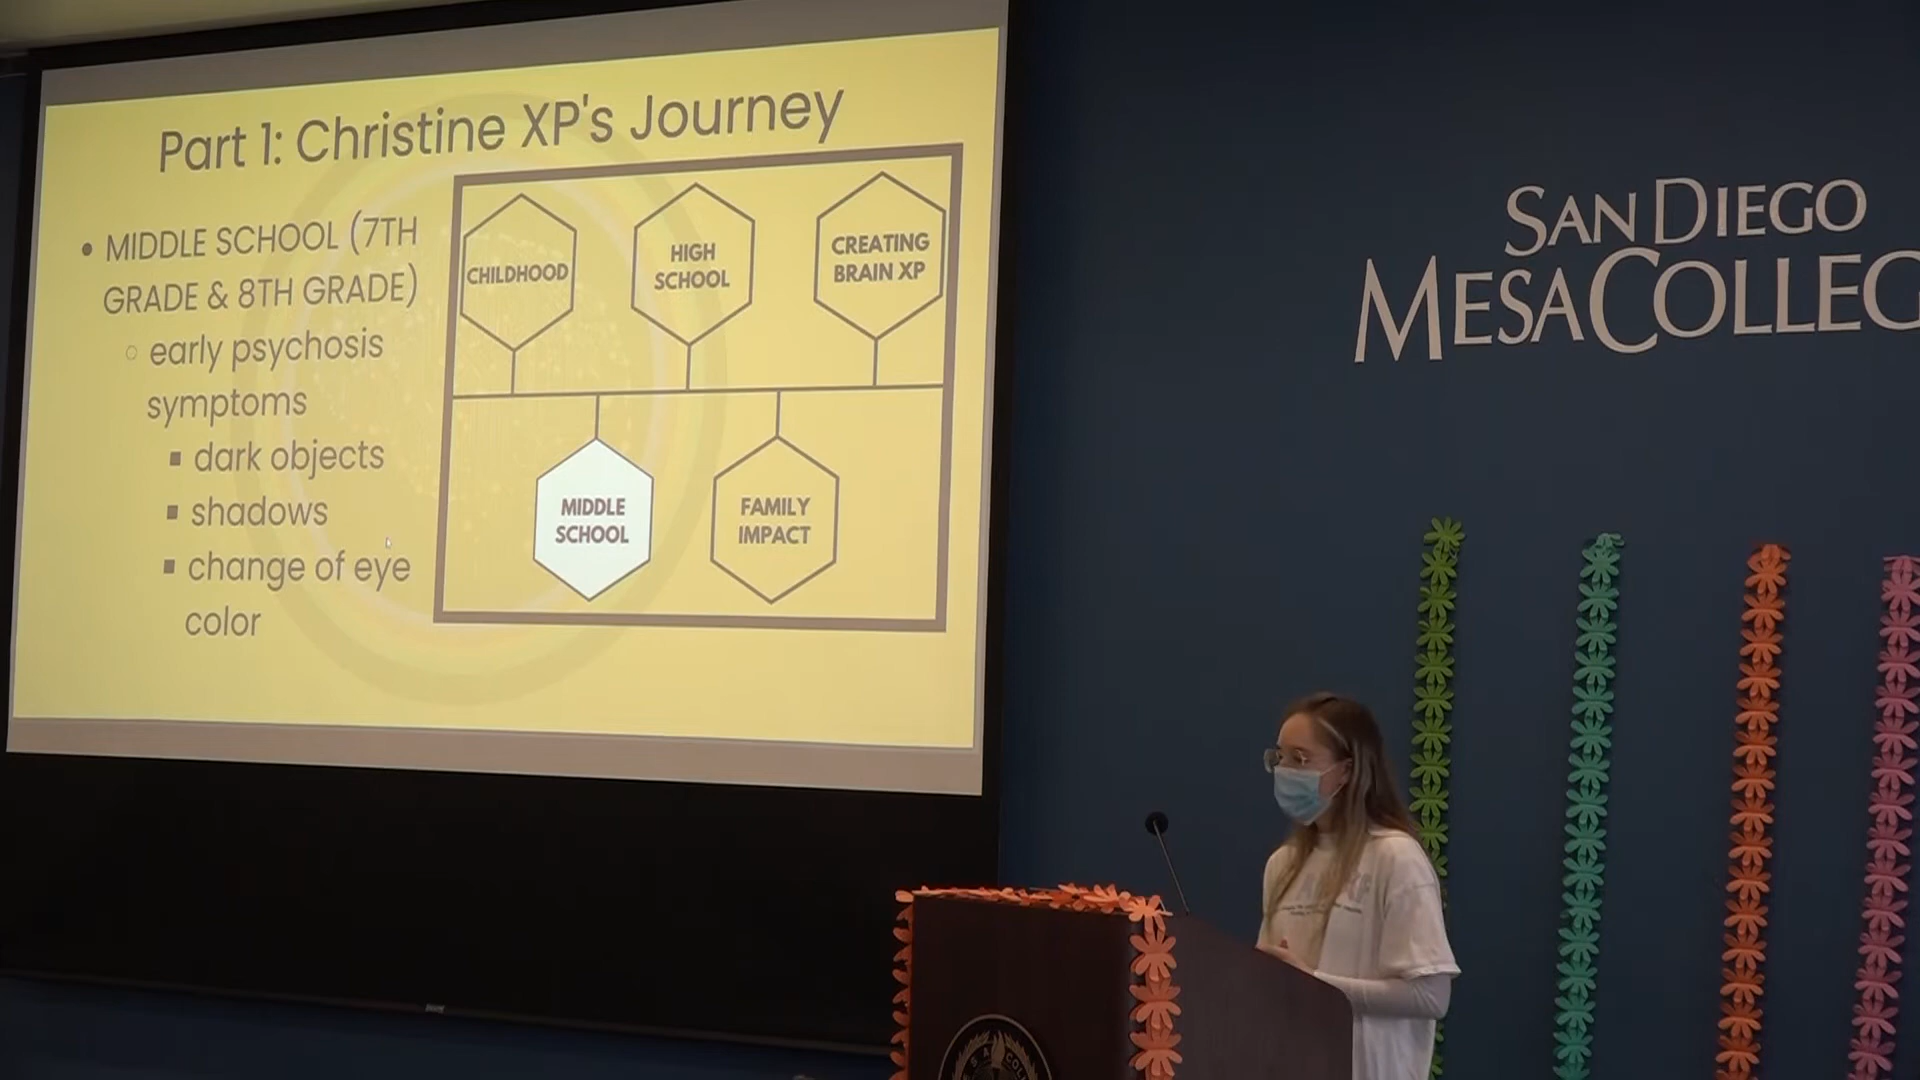 Part 1: Christine XP's Journey
• MIDDLE SCHOOL (7TH
GRADE & 8TH GRADE)
○ early psychosis
symptoms
▪ dark objects
▪ shadows
▪ change of eye
color
CHILDHOOD
HIGH
SCHOOL
CREATING
BRAIN XP
MIDDLE
SCHOOL
FAMILY
IMPACT
SAN DIEGO
MESA COLLEG